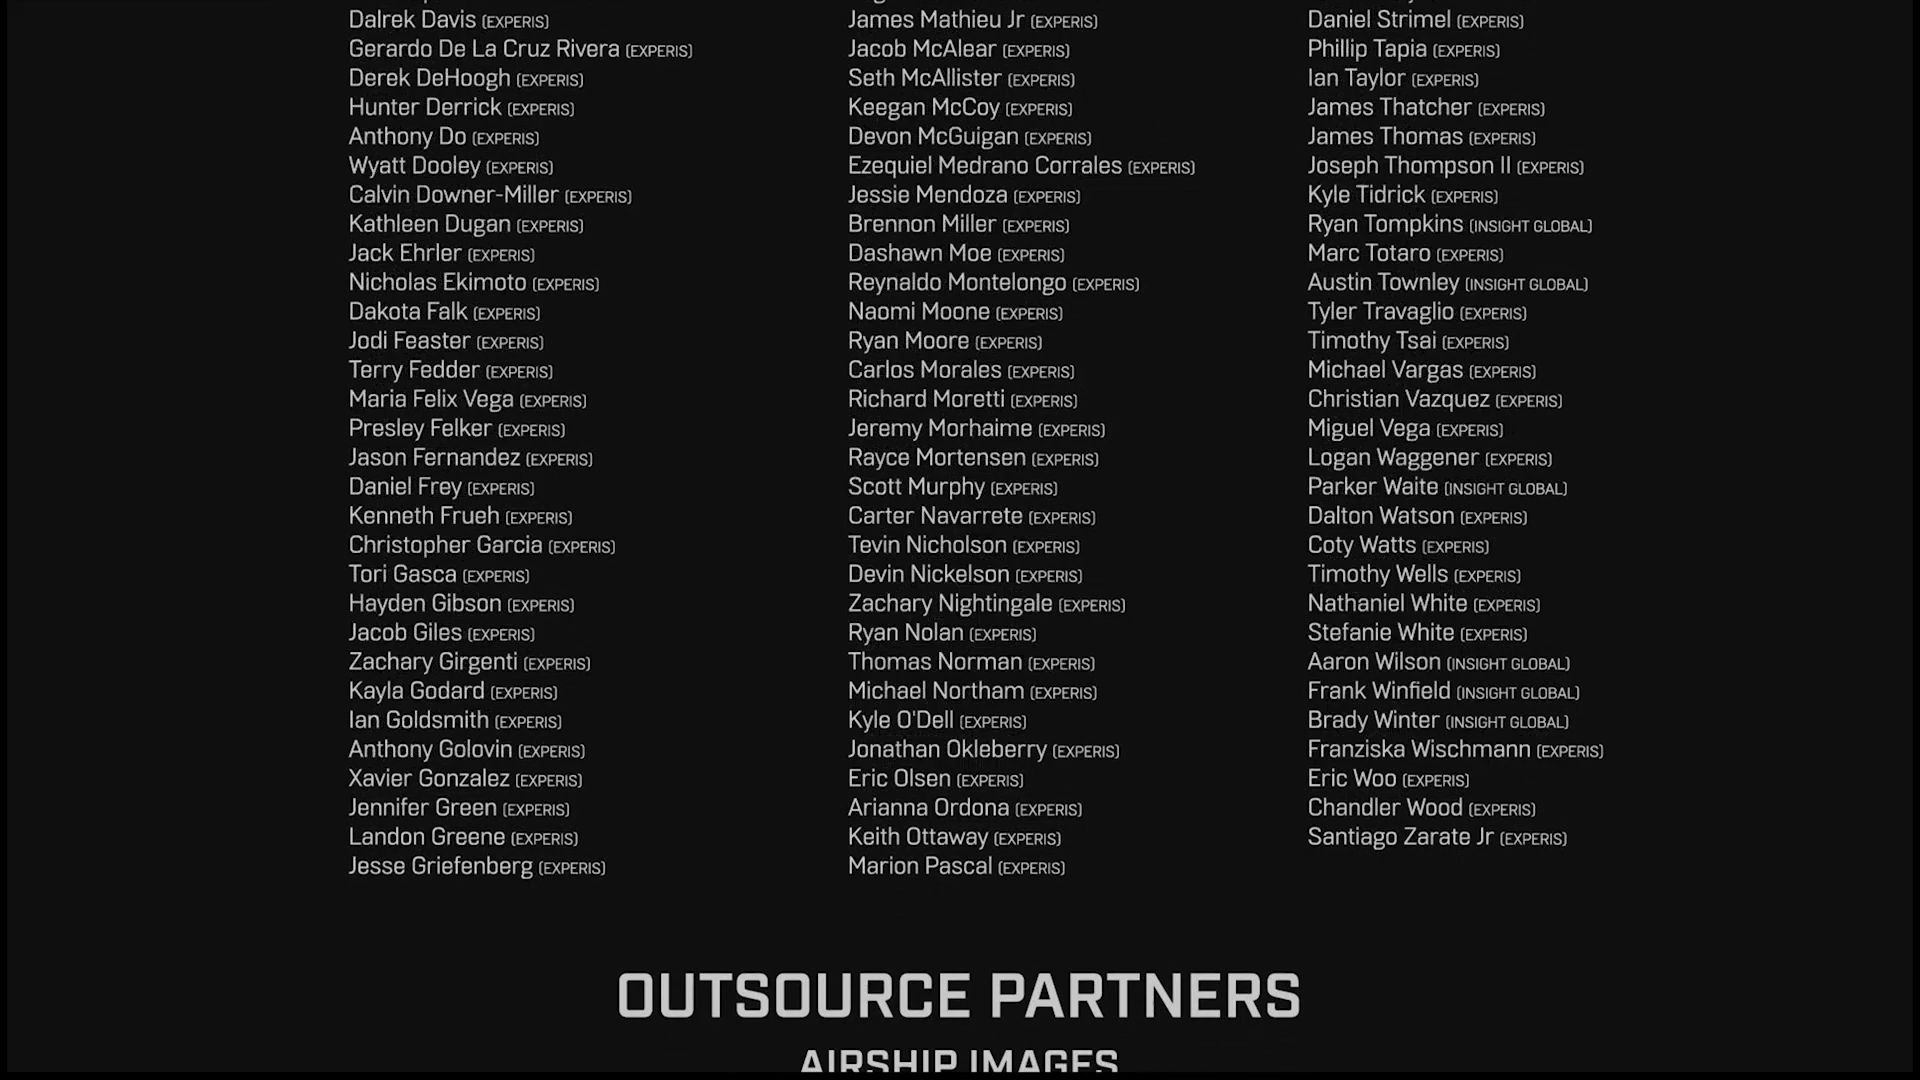 Dalrek Davis (EXPERIS)
Gerardo De La Cruz Rivera (EXPERIS)
Derek DeHoogh (EXPERIS)
Hunter Derrick (EXPERIS)
Anthony Do (EXPERIS)
Wyatt Dooley (EXPERIS)
Calvin Downer-Miller (EXPERIS)
Kathleen Dugan (EXPERIS)
Jack Ehrler (EXPERIS)
Nicholas Ekimoto (EXPERIS)
Dakota Falk (EXPERIS)
Jodi Feaster (EXPERIS)
Terry Fedder (EXPERIS)
Maria Felix Vega (EXPERIS)
Presley Felker (EXPERIS)
Jason Fernandez (EXPERIS)
Daniel Frey (EXPERIS)
Kenneth Frueh (EXPERIS)
Christopher Garcia (EXPERIS)
Tori Gasca (EXPERIS)
Hayden Gibson (EXPERIS)
Jacob Giles (EXPERIS)
Zachary Girgenti (EXPERIS)
Kayla Godard (EXPERIS)
Ian Goldsmith (EXPERIS)
Anthony Golovin (EXPERIS)
Xavier Gonzalez (EXPERIS)
Jennifer Green (EXPERIS)
Landon Greene (EXPERIS)
Jesse Griefenberg (EXPERIS)
James Mathieu Jr (EXPERIS)
Jacob McAlear (EXPERIS)
Seth McAllister (EXPERIS)
Keegan McCoy (EXPERIS)
Devon McGuigan (EXPERIS)
Ezequiel Medrano Corrales (EXPERIS)
Jessie Mendoza (EXPERIS)
Brennon Miller (EXPERIS)
Dashawn Moe (EXPERIS)
Reynaldo Montelongo (EXPERIS)
Naomi Moone (EXPERIS)
Ryan Moore (EXPERIS)
Carlos Morales (EXPERIS)
Richard Moretti (EXPERIS)
Jeremy Morhaime (EXPERIS)
Rayce Mortensen (EXPERIS)
Scott Murphy (EXPERIS)
Carter Navarrete (EXPERIS)
Tevin Nicholson (EXPERIS)
Devin Nickelson (EXPERIS)
Zachary Nightingale (EXPERIS)
Ryan Nolan (EXPERIS)
Thomas Norman (EXPERIS)
Michael Northam (EXPERIS)
Kyle O'Dell (EXPERIS)
Jonathan Okleberry (EXPERIS)
Eric Olsen (EXPERIS)
Arianna Ordona (EXPERIS)
Keith Ottaway (EXPERIS)
Marion Pascal (EXPERIS)
Daniel Strimel (EXPERIS)
Phillip Tapia (EXPERIS)
Ian Taylor (EXPERIS)
James Thatcher (EXPERIS)
James Thomas (EXPERIS)
Joseph Thompson II (EXPERIS)
Kyle Tidrick (EXPERIS)
Ryan Tompkins (INSIGHT GLOBAL)
Marc Totaro (EXPERIS)
Austin Townley (INSIGHT GLOBAL)
Tyler Travaglio (EXPERIS)
Timothy Tsai (EXPERIS)
Michael Vargas (EXPERIS)
Christian Vazquez (EXPERIS)
Miguel Vega (EXPERIS)
Logan Waggener (EXPERIS)
Parker Waite (INSIGHT GLOBAL)
Dalton Watson (EXPERIS)
Coty Watts (EXPERIS)
Timothy Wells (EXPERIS)
Nathaniel White (EXPERIS)
Stefanie White (EXPERIS)
Aaron Wilson (INSIGHT GLOBAL)
Frank Winfield (INSIGHT GLOBAL)
Brady Winter (INSIGHT GLOBAL)
Franziska Wischmann (EXPERIS)
Eric Woo (EXPERIS)
Chandler Wood (EXPERIS)
Santiago Zarate Jr (EXPERIS)
OUTSOURCE PARTNERS
AIRSHIP IMAGES